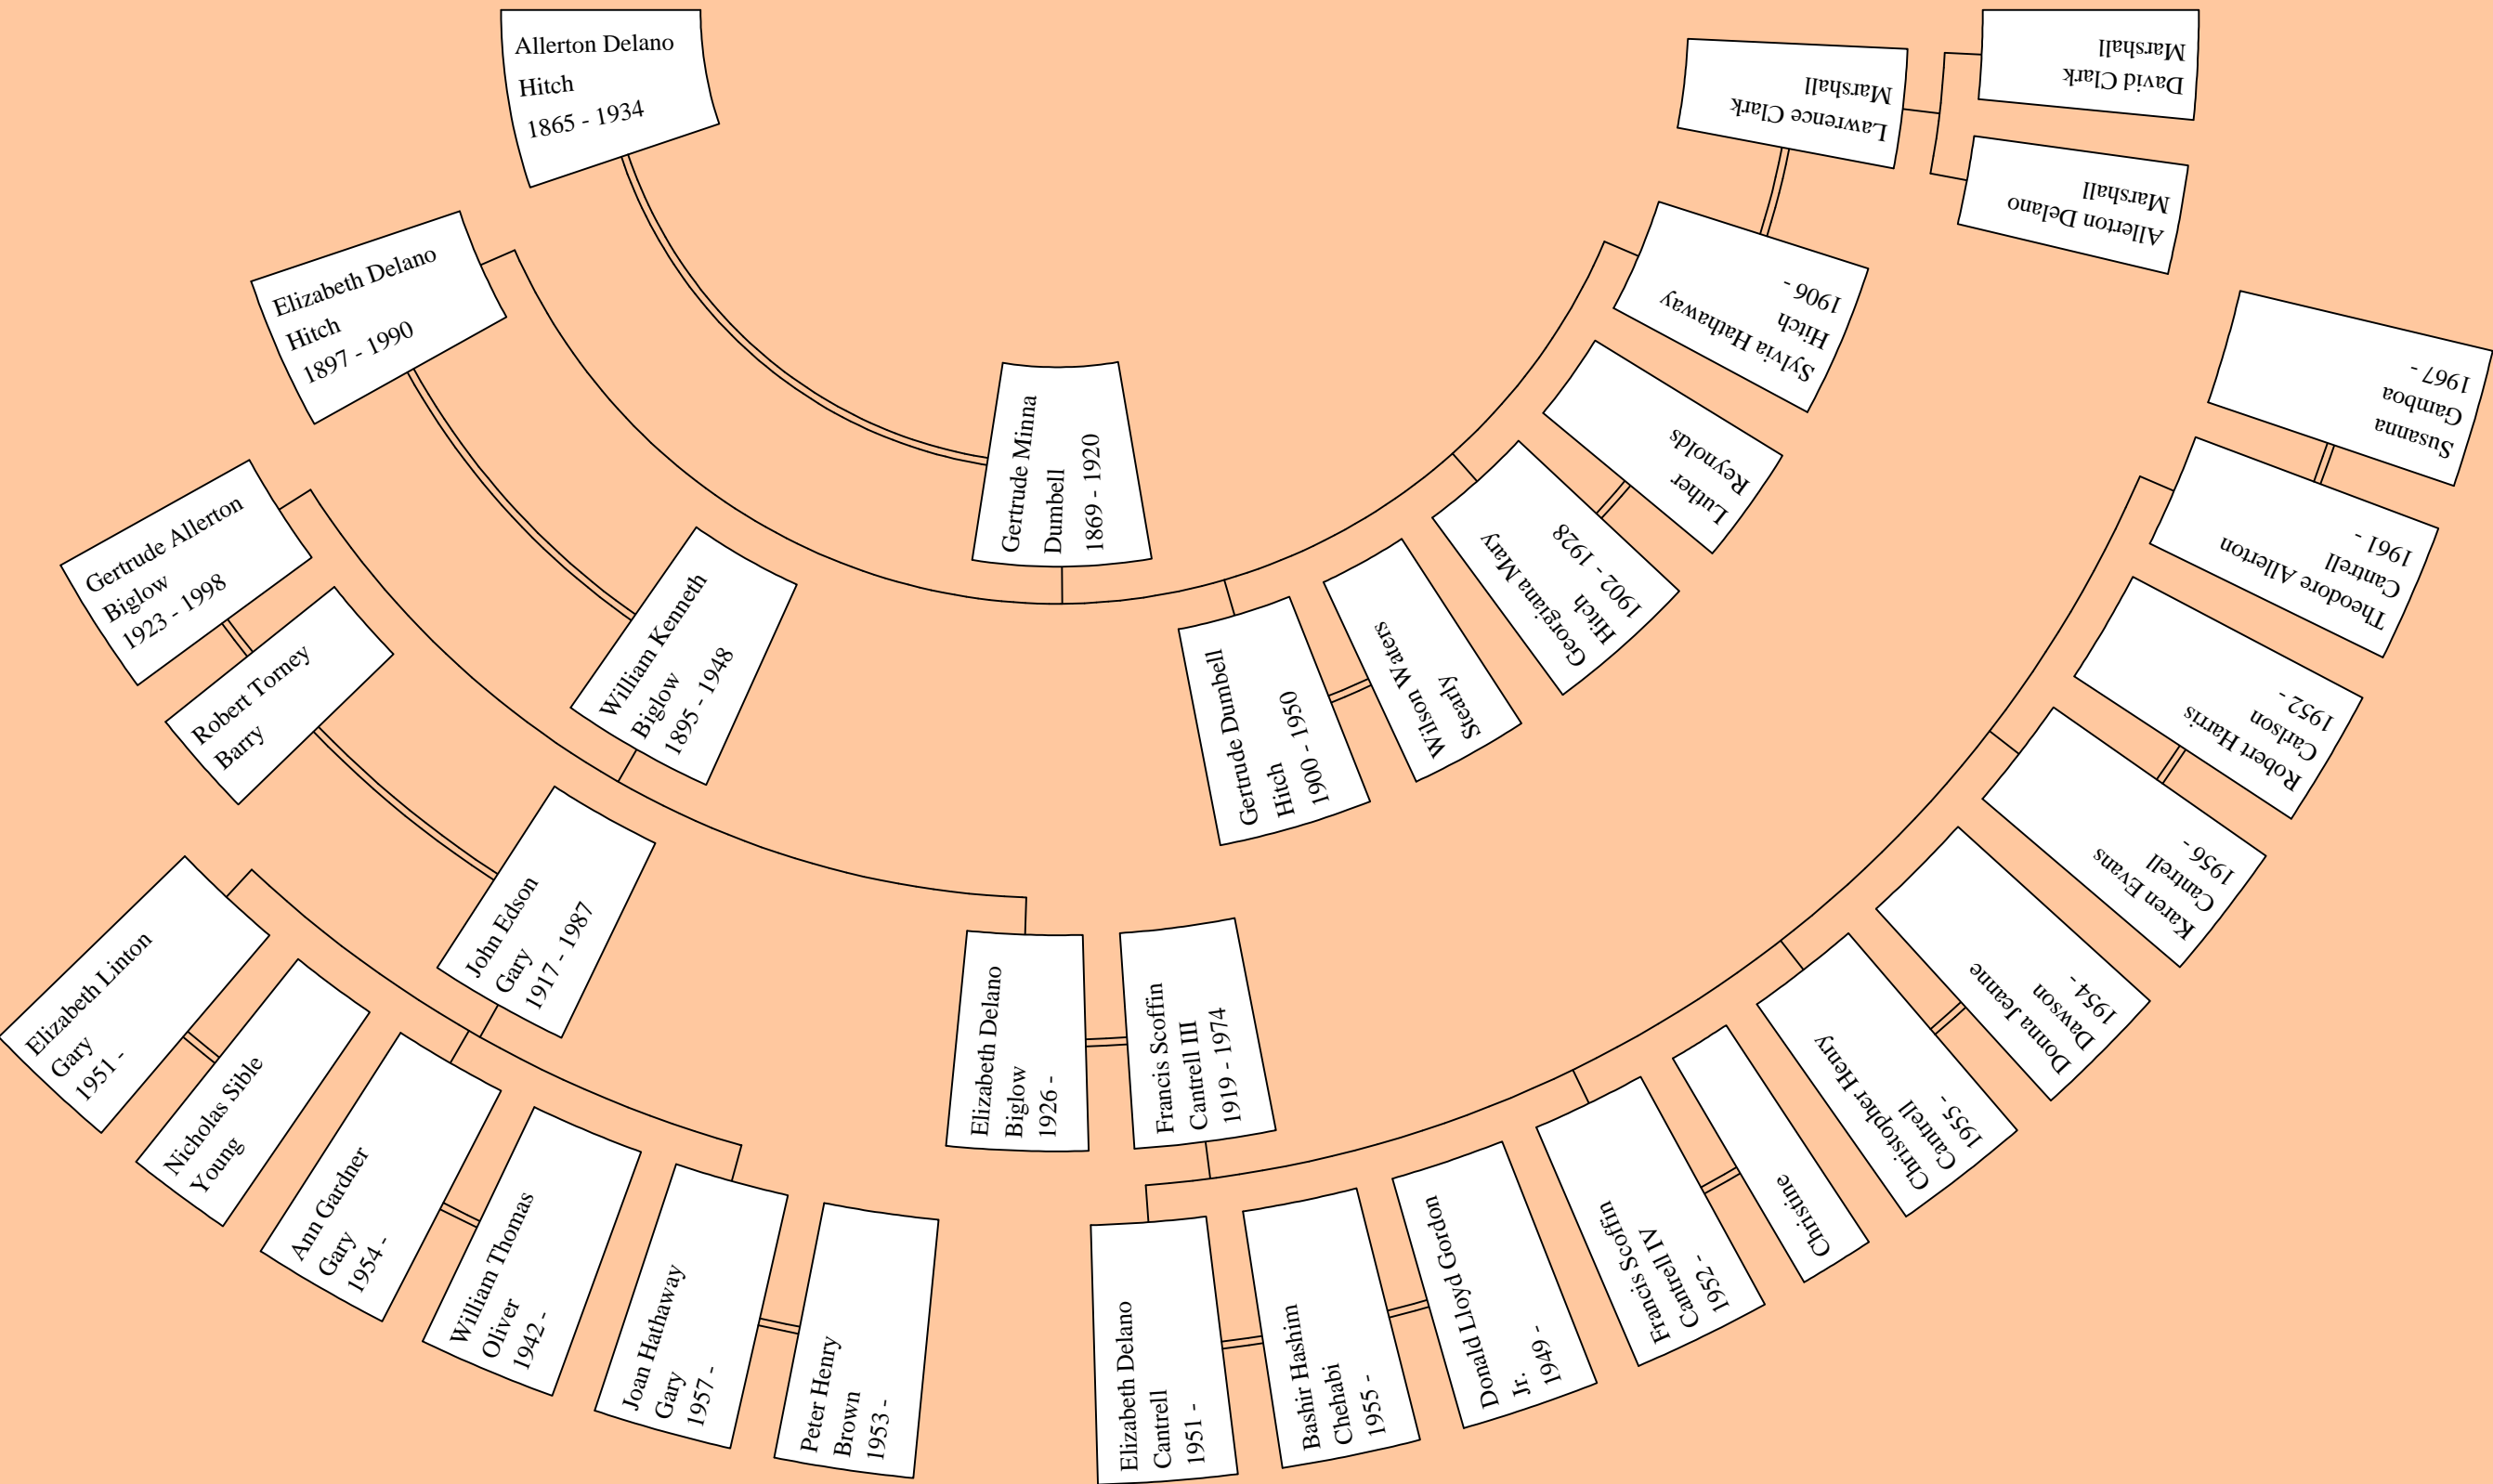 Allerton Delano
Hitch
1865 - 1934
Gertrude Minna
Dumbell
1869 - 1920
Elizabeth Delano
Hitch
1897 - 1990
William Kenneth
Biglow
1895 - 1948
Gertrude Dumbell
Hitch
1900 - 1950
Wilson Waters
Stearly
Georgiana Mary
Hitch
1902 - 1928
Luther
Reynolds
Sylvia Hathaway
Hitch
1906 -
Lawrence Clark
Marshall
Allerton Delano
Marshall
David Clark
Marshall
Gertrude Allerton
Biglow
1923 - 1998
Robert Torney
Barry
John Edson
Gary
1917 - 1987
Elizabeth Delano
Biglow
1926 -
Francis Scoffin
Cantrell III
1919 - 1974
Elizabeth Linton
Gary
1951 -
Nicholas Sible
Young
Ann Gardner
Gary
1954 -
William Thomas
Oliver
1942 -
Joan Hathaway
Gary
1957 -
Peter Henry
Brown
1953 -
Elizabeth Delano
Cantrell
1951 -
Bashir Hashim
Chehabi
1955 -
Donald Lloyd Gordon
Jr.
1949 -
Francis Scoffin
Cantrell IV
1952 -
Christine
Christopher Henry
Cantrell
1955 -
Donna Jeanne
Dawson
1954 -
Karen Evans
Cantrell
1956 -
Robert Harris
Carlson
1952 -
Theodore Allerton
Cantrell
1961 -
Susanna
Gamboa
1967 -